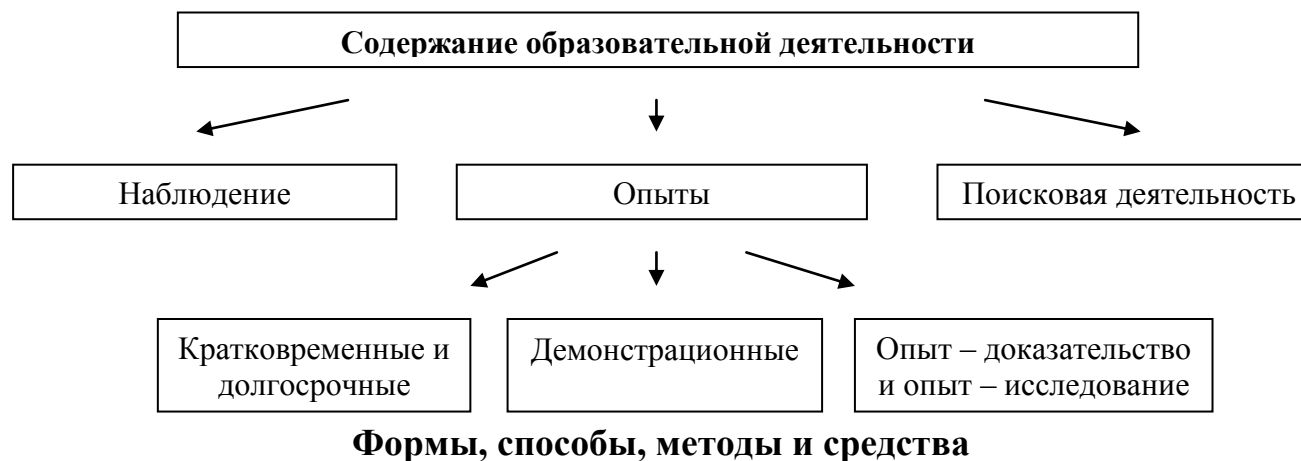 Содержание образовательной деятельности
Наблюдение
Опыты
Поисковая деятельность
Кратковременные и
долгосрочные
Демонстрационные
Опыт – доказательство
и опыт – исследование
Формы, способы, методы и средства